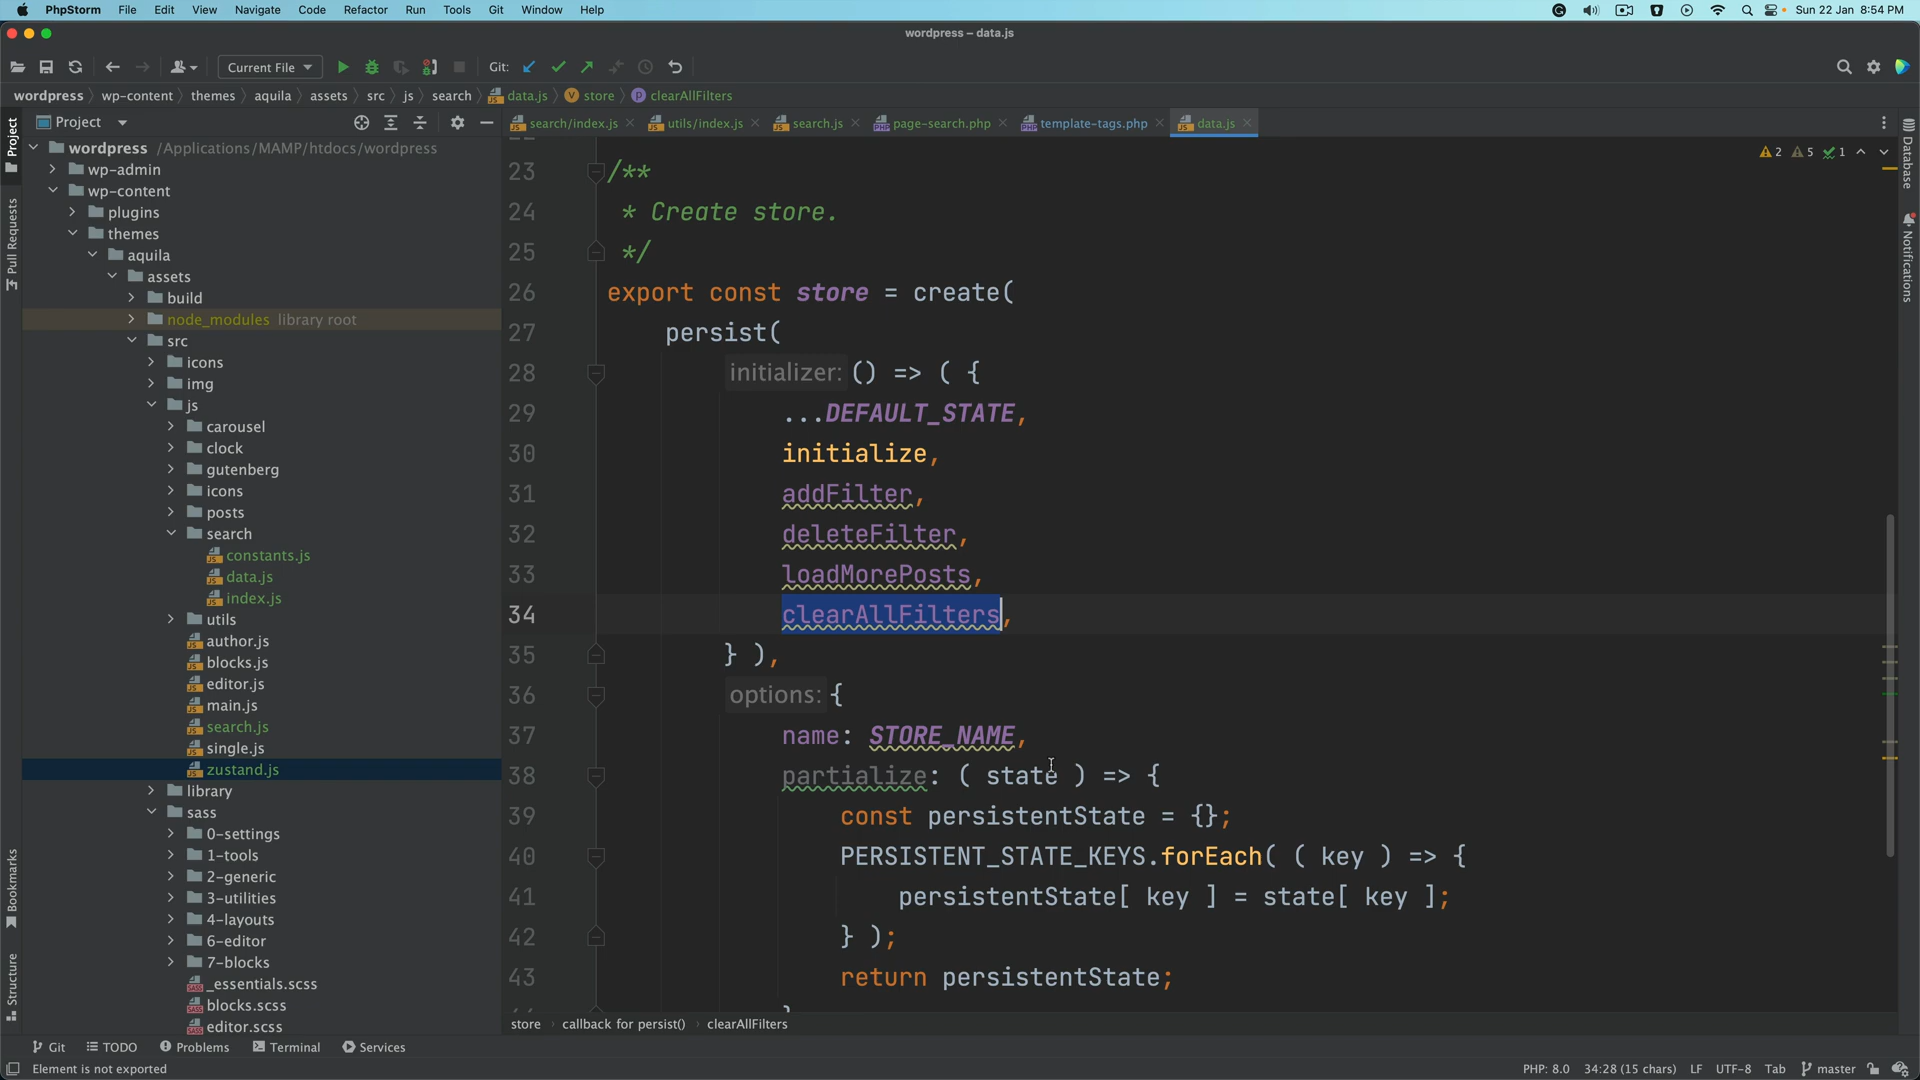 PhpStorm File Edit View Navigate Code Refactor Run Tools Git Window Help Sun 22 Jan 8:54 PM
wordpress – data.js
Current File Git:
wordpress wp-content themes aquila assets src js search data.js store clearAllFilters
Project
search/index.js utils/index.js search.js page-search.php template-tags.php data.js
wordpress /Applications/MAMP/htdocs/wordpress
wp-admin
wp-content
plugins
themes
aquila
assets
build
node_modules library root
src
icons
img
js
carousel
clock
gutenberg
icons
posts
search
constants.js
data.js
index.js
utils
author.js
blocks.js
editor.js
main.js
search.js
single.js
zustand.js
library
sass
0-settings
1-tools
2-generic
3-utilities
4-layouts
6-editor
7-blocks
_essentials.scss
blocks.scss
editor.scss
Project
Pull Requests
Bookmarks
Structure
2 5 1
23 /**
24 * Create store.
25 */
26 export const store = create(
27 persist(
28 initializer: () => ( {
29 ...DEFAULT_STATE,
30 initialize,
31 addFilter,
32 deleteFilter,
33 loadMorePosts,
34 clearAllFilters,
35 } ),
36 options: {
37 name: STORE_NAME,
38 partialize: ( state ) => {
39 const persistentState = {};
40 PERSISTENT_STATE_KEYS.forEach( ( key ) => {
41 persistentState[ key ] = state[ key ];
42 } );
43 return persistentState;
Database
Notifications
store callback for persist() clearAllFilters
Git TODO Problems Terminal Services
Element is not exported PHP: 8.0 34:28 (15 chars) LF UTF-8 Tab master